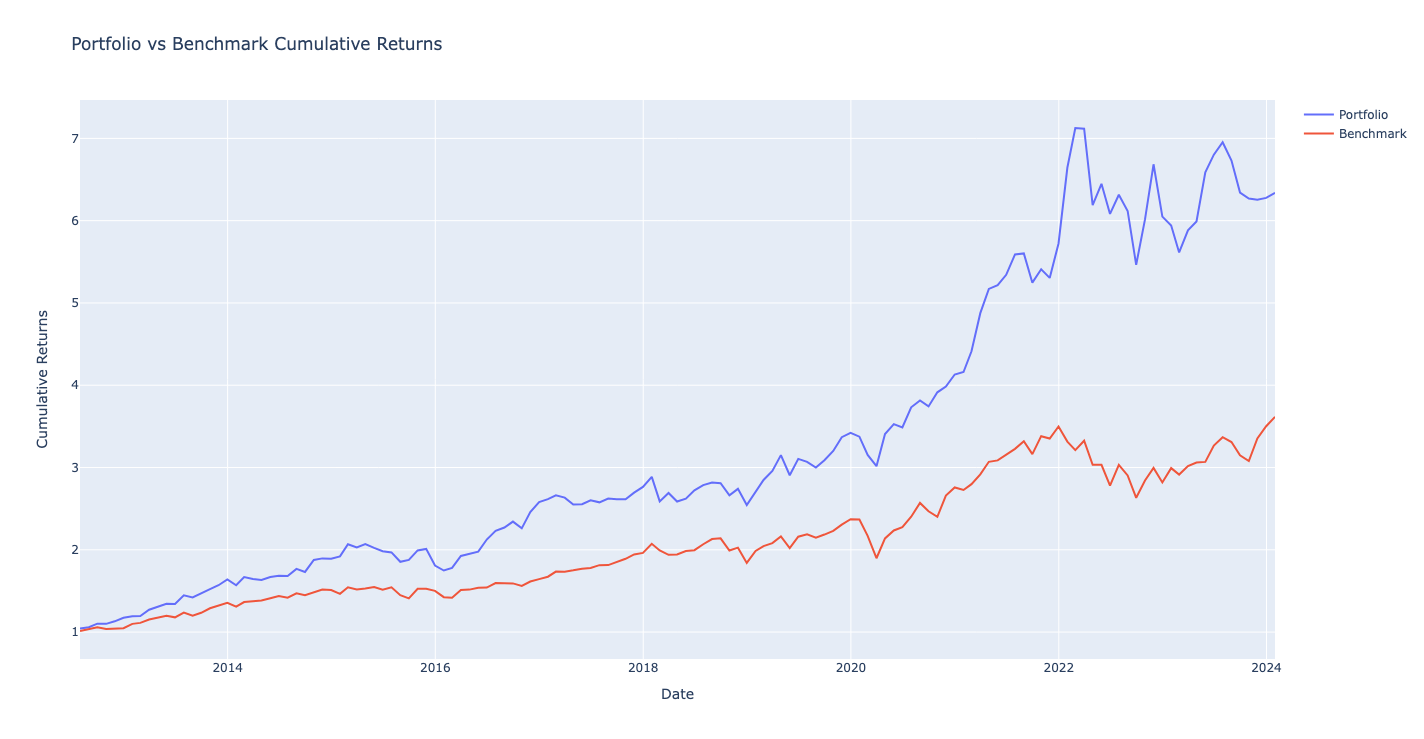 Portfolio vs Benchmark Cumulative Returns
Portfolio
Benchmark
7
6
5
4
3
2
1
Cumulative Returns
2014
2016
2018
2020
2022
2024
Date